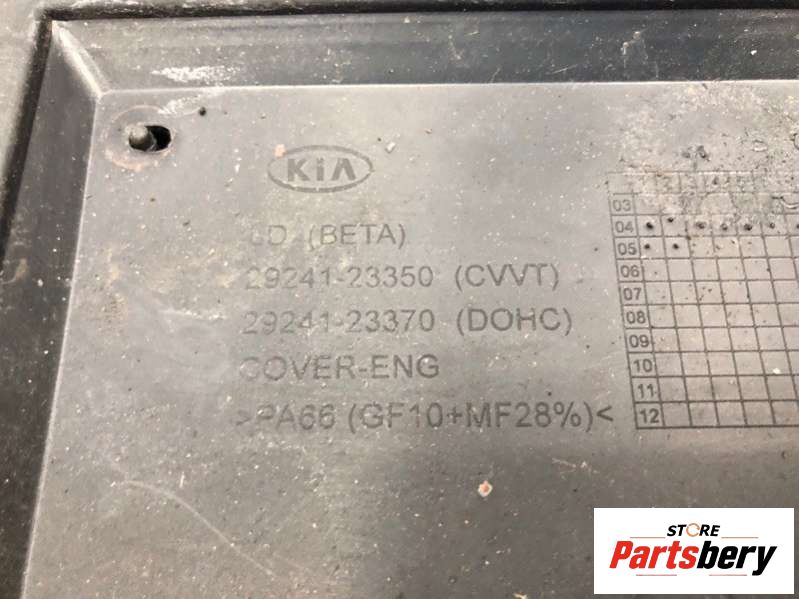 KIA
(BETA)
29241-23350 (CVVT)
29241-23370 (DOHC)
COVER-ENG
>PA66 (GF10+MF28%)<
03
04
05
06
07
08
09
10
11
12
STORE
Partsbery